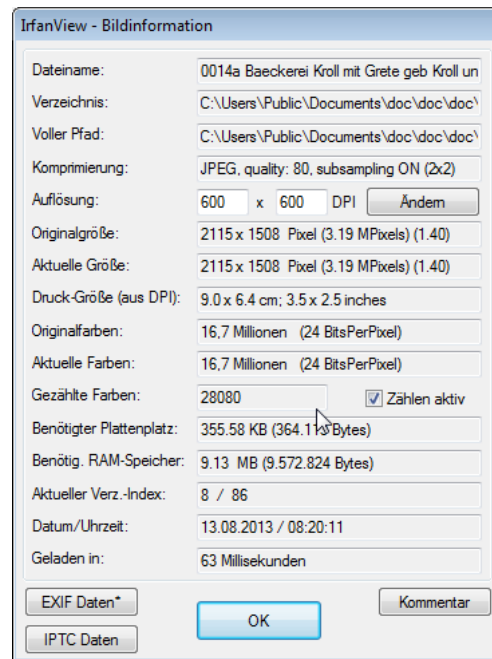 IrfanView - Bildinformation
Dateiname: 0014a Baeckerei Kroll mit Grete geb Kroll un
Verzeichnis: C:\Users\Public\Documents\doc\doc\doc\
Voller Pfad: C:\Users\Public\Documents\doc\doc\doc\
Komprimierung: JPEG, quality: 80, subsampling ON (2x2)
Auflösung: 600 x 600 DPI Ändern
Originalgröße: 2115 x 1508 Pixel (3.19 MPixels) (1.40)
Aktuelle Größe: 2115 x 1508 Pixel (3.19 MPixels) (1.40)
Druck-Größe (aus DPI): 9.0 x 6.4 cm; 3.5 x 2.5 inches
Originalfarben: 16,7 Millionen (24 BitsPerPixel)
Aktuelle Farben: 16,7 Millionen (24 BitsPerPixel)
Gezählte Farben: 28080 Zählen aktiv
Benötigter Plattenplatz: 355.58 KB Bytes)
Benötig. RAM-Speicher: 9.13 MB (9.572.824 Bytes)
Aktueller Verz.-Index: 8 / 86
Datum/Uhrzeit: 13.08.2013 / 08:20:11
Geladen in: 63 Millisekunden
EXIF Daten* OK Kommentar
IPTC Daten